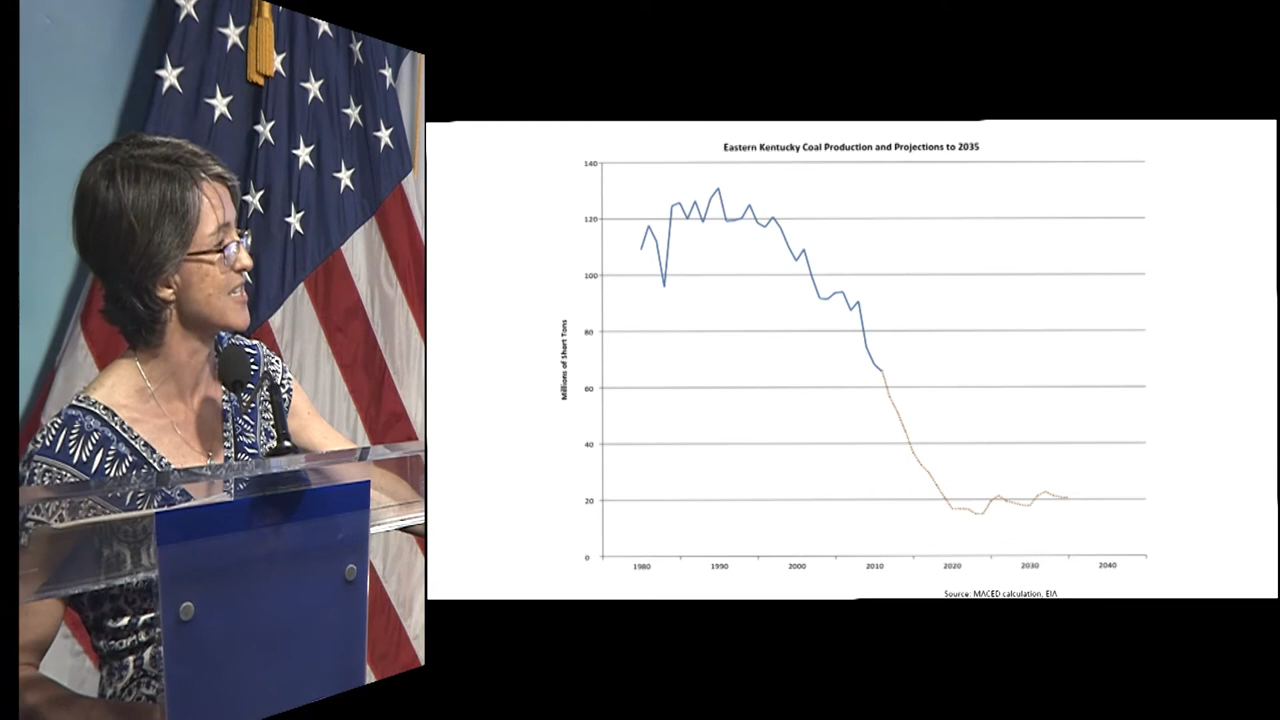 Eastern Kentucky Coal Production and Projections to 2035
140
120
100
80
60
40
20
0
Millions of Short Tons
1980 1990 2000 2010 2020 2030 2040
Source: MACED calculation, EIA